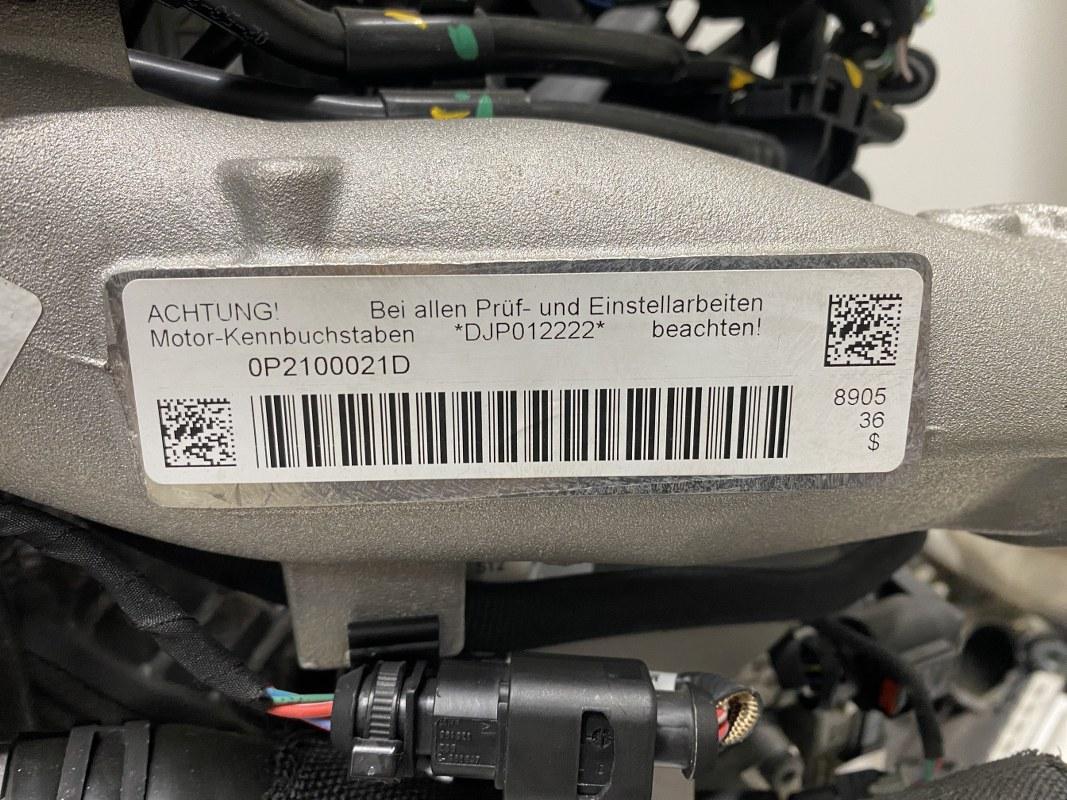 ACHTUNG! Bei allen Prüf- und Einstellarbeiten
Motor-Kennbuchstaben *DJP012222* beachten!
0P2100021D
8905
36
$